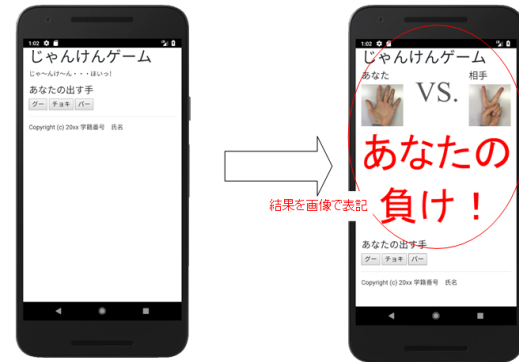 1:02
じゃんけんゲーム
じゃ～んけ～ん・・・ほいっ！
あなたの出す手
グー チョキ パー
Copyright (c) 20xx 学籍番号　氏名
結果を画像で表記
1:02
じゃんけんゲーム
あなた 相手
VS.
あなたの
負け！
あなたの出す手
グー チョキ パー
Copyright (c) 20xx 学籍番号　氏名